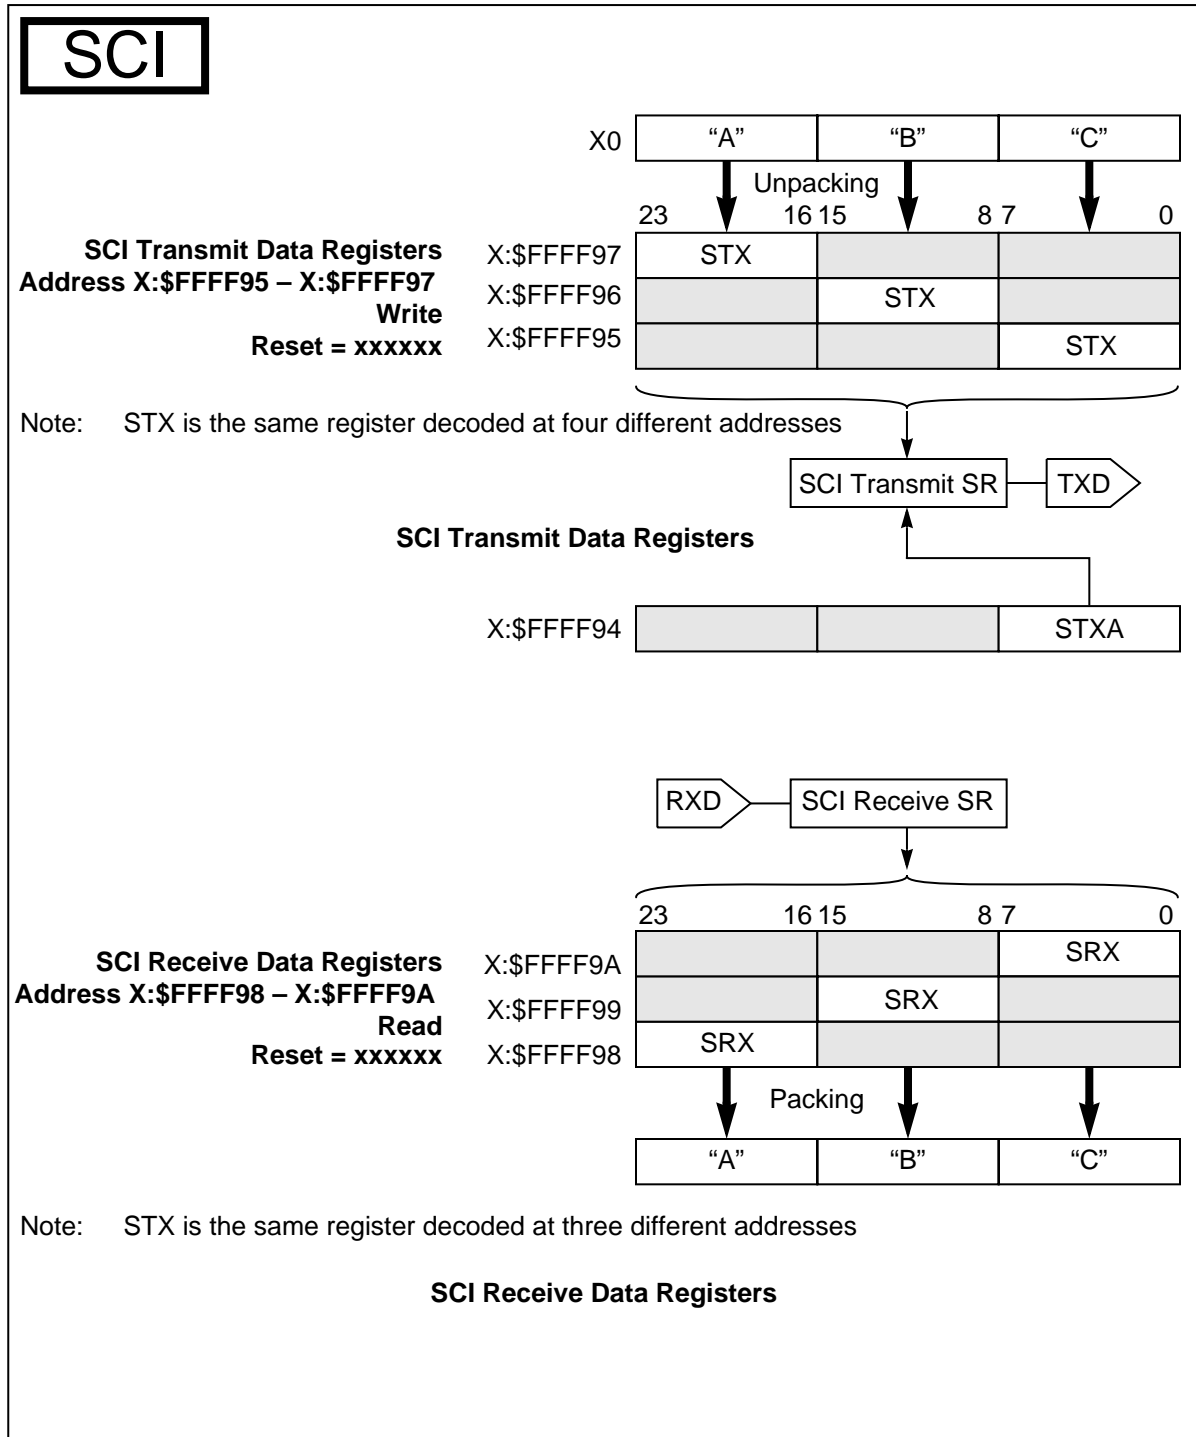 SCI
X0 “A” “B” “C”
Unpacking
23 16 15 8 7 0
SCI Transmit Data Registers X:$FFFF97 STX
Address X:$FFFF95 – X:$FFFF97 X:$FFFF96 STX
Write
Reset = xxxxxx X:$FFFF95 STX
Note: STX is the same register decoded at four different addresses
SCI Transmit SR TXD
SCI Transmit Data Registers
X:$FFFF94 STXA
RXD SCI Receive SR
23 16 15 8 7 0
SCI Receive Data Registers X:$FFFF9A SRX
Address X:$FFFF98 – X:$FFFF9A X:$FFFF99 SRX
Read
Reset = xxxxxx X:$FFFF98 SRX
Packing
“A” “B” “C”
Note: STX is the same register decoded at three different addresses
SCI Receive Data Registers